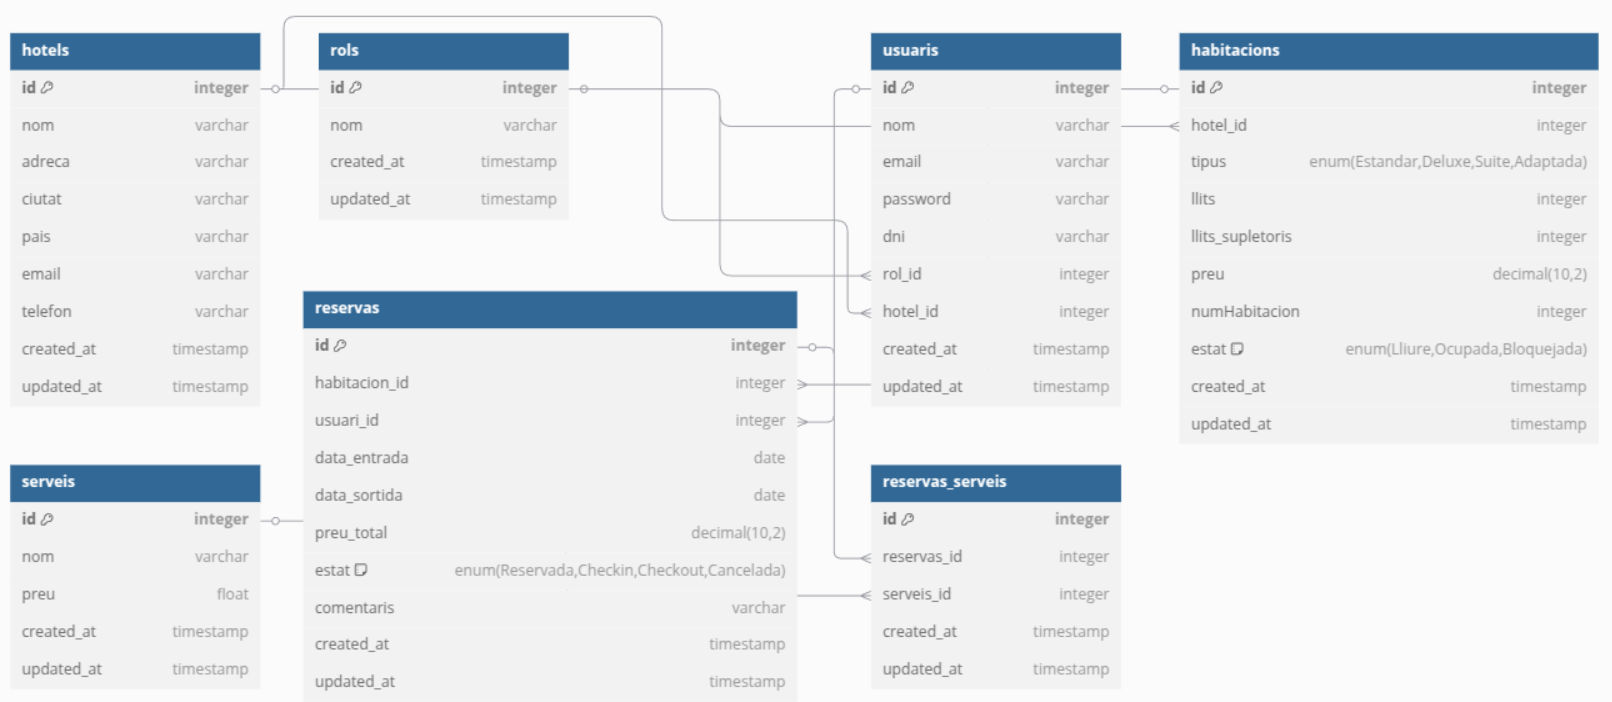 hotels
id integer
nom varchar
adreca varchar
ciutat varchar
pais varchar
email varchar
telefon varchar
created_at timestamp
updated_at timestamp
rols
id integer
nom varchar
created_at timestamp
updated_at timestamp
usuaris
id integer
nom varchar
email varchar
password varchar
dni varchar
rol_id integer
hotel_id integer
created_at timestamp
updated_at timestamp
habitacions
id integer
hotel_id integer
tipus enum(Estandar,Deluxe,Suite,Adaptada)
llits integer
llits_supletoris integer
preu decimal(10,2)
numHabitacion integer
estat enum(Lliure,Ocupada,Bloquejada)
created_at timestamp
updated_at timestamp
reservas
id integer
habitacion_id integer
usuari_id integer
data_entrada date
data_sortida date
preu_total decimal(10,2)
estat enum(Reservada,Checkin,Checkout,Cancelada)
comentaris varchar
created_at timestamp
updated_at timestamp
serveis
id integer
nom varchar
preu float
created_at timestamp
updated_at timestamp
reservas_serveis
id integer
reservas_id integer
serveis_id integer
created_at timestamp
updated_at timestamp